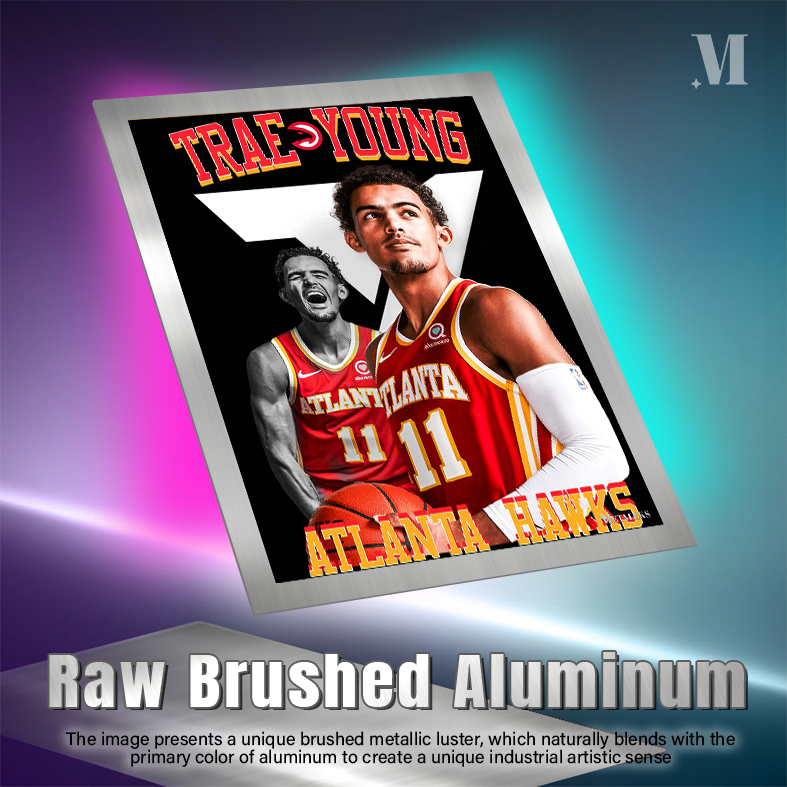 M
TRAE YOUNG
ATLANTA
11
ATLANTA
11
ATLANTA HAWKS
Raw Brushed Aluminum
The image presents a unique brushed metallic luster, which naturally blends with the
primary color of aluminum to create a unique industrial artistic sense